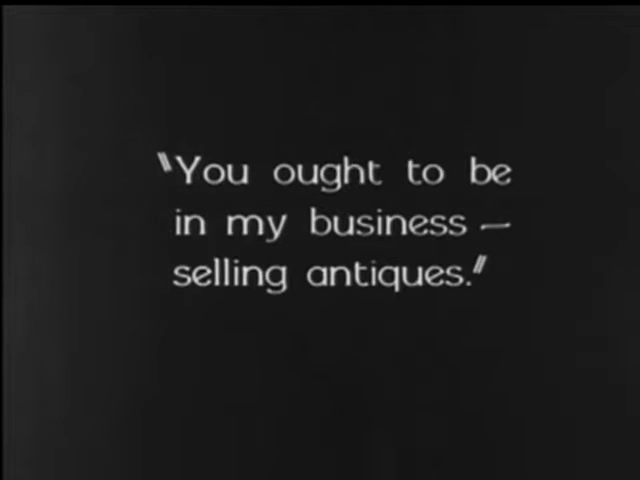 "You ought to be
in my business —
selling antiques."